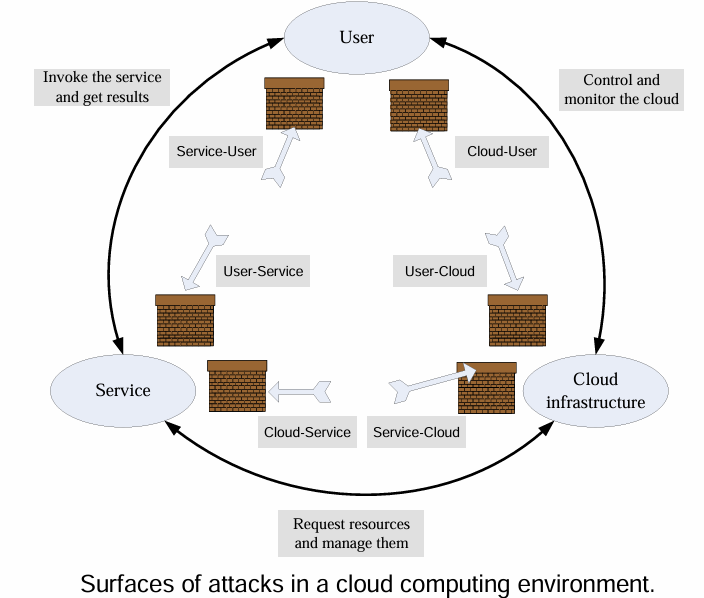 User
Invoke the service
and get results
Control and
monitor the cloud
Service-User
Cloud-User
User-Service
User-Cloud
Service
Cloud
infrastructure
Cloud-Service
Service-Cloud
Request resources
and manage them
Surfaces of attacks in a cloud computing environment.